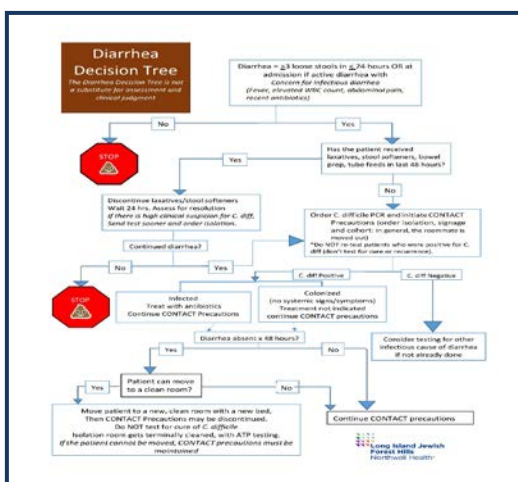 Diarrhea
Decision Tree
The Diarrhea Decision Tree is not
a substitute for assessment and
clinical judgment
Diarrhea = ≥3 loose stools in ≤ 24 hours OR at
admission if active diarrhea with
Concern for infectious diarrhea
(Fever, elevated WBC count, abdominal pain,
recent antibiotics)
No
Yes
STOP
Has the patient received
laxatives, stool softeners, bowel
prep, tube feeds in last 48 hours?
Yes
No
Discontinue laxatives/stool softeners
Wait 24 hrs. Assess for resolution
If there is high clinical suspicion for C. diff,
Send test sooner and order isolation.
Order C. difficile PCR and initiate CONTACT
Precautions (order isolation, signage
and cohort: in general, the roommate is
moved out)
*Do NOT re-test patients who were positive for C.
diff (don't test for cure or recurrence).
Continued diarrhea?
No
Yes
STOP
C. diff Positive
C. diff Negative
Infected
Treat with antibiotics
Continue CONTACT Precautions
Colonized
(no systemic signs/symptoms)
Treatment not indicated
continue CONTACT precautions
Consider testing for other
infectious cause of diarrhea
if not already done
Diarrhea absent x 48 hours?
Yes
No
Patient can move
to a clean room?
Yes
No
Move patient to a new, clean room with a new bed,
Then CONTACT Precautions may be discontinued.
Do NOT test for cure of C. difficile
Isolation room gets terminally cleaned, with ATP testing.
If the patient cannot be moved, CONTACT precautions must be
maintained
Continue CONTACT precautions
Long Island Jewish
Forest Hills
Northwell Health